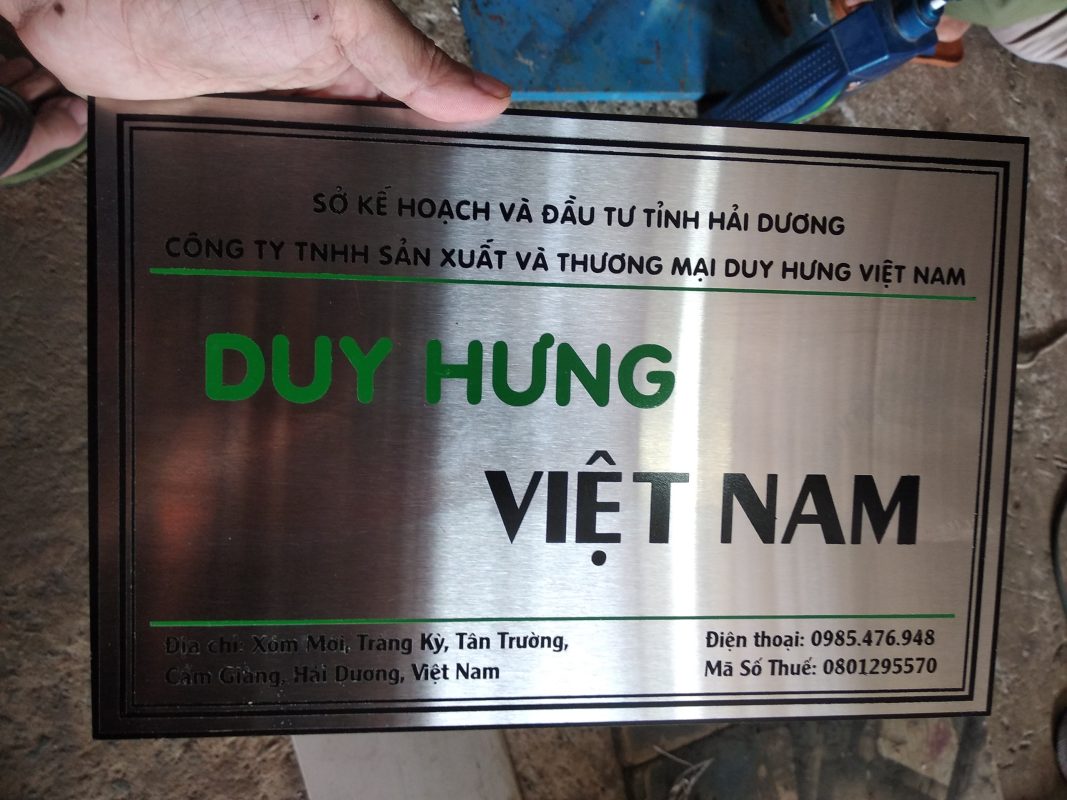 SỞ KẾ HOẠCH VÀ ĐẦU TƯ TỈNH HẢI DƯƠNG
CÔNG TY TNHH SẢN XUẤT VÀ THƯƠNG MẠI DUY HƯNG VIỆT NAM
DUY HƯNG
VIỆT NAM
Địa chỉ: Xóm Mới, Tràng Kỳ, Tân Trường,
Cẩm Giàng, Hải Dương, Việt Nam
Điện thoại: 0985.476.948
Mã Số Thuế: 0801295570